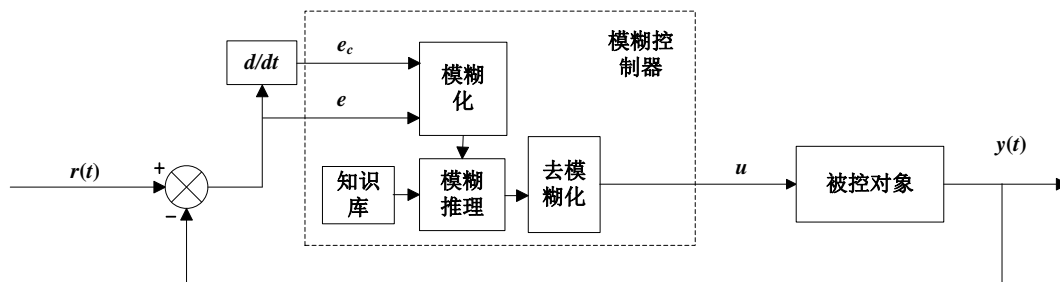 模糊控
制器
d/dt
e_c
e
模糊
化
r(t)
+
−
知识
库
模糊
推理
去模
糊化
u
被控对象
y(t)